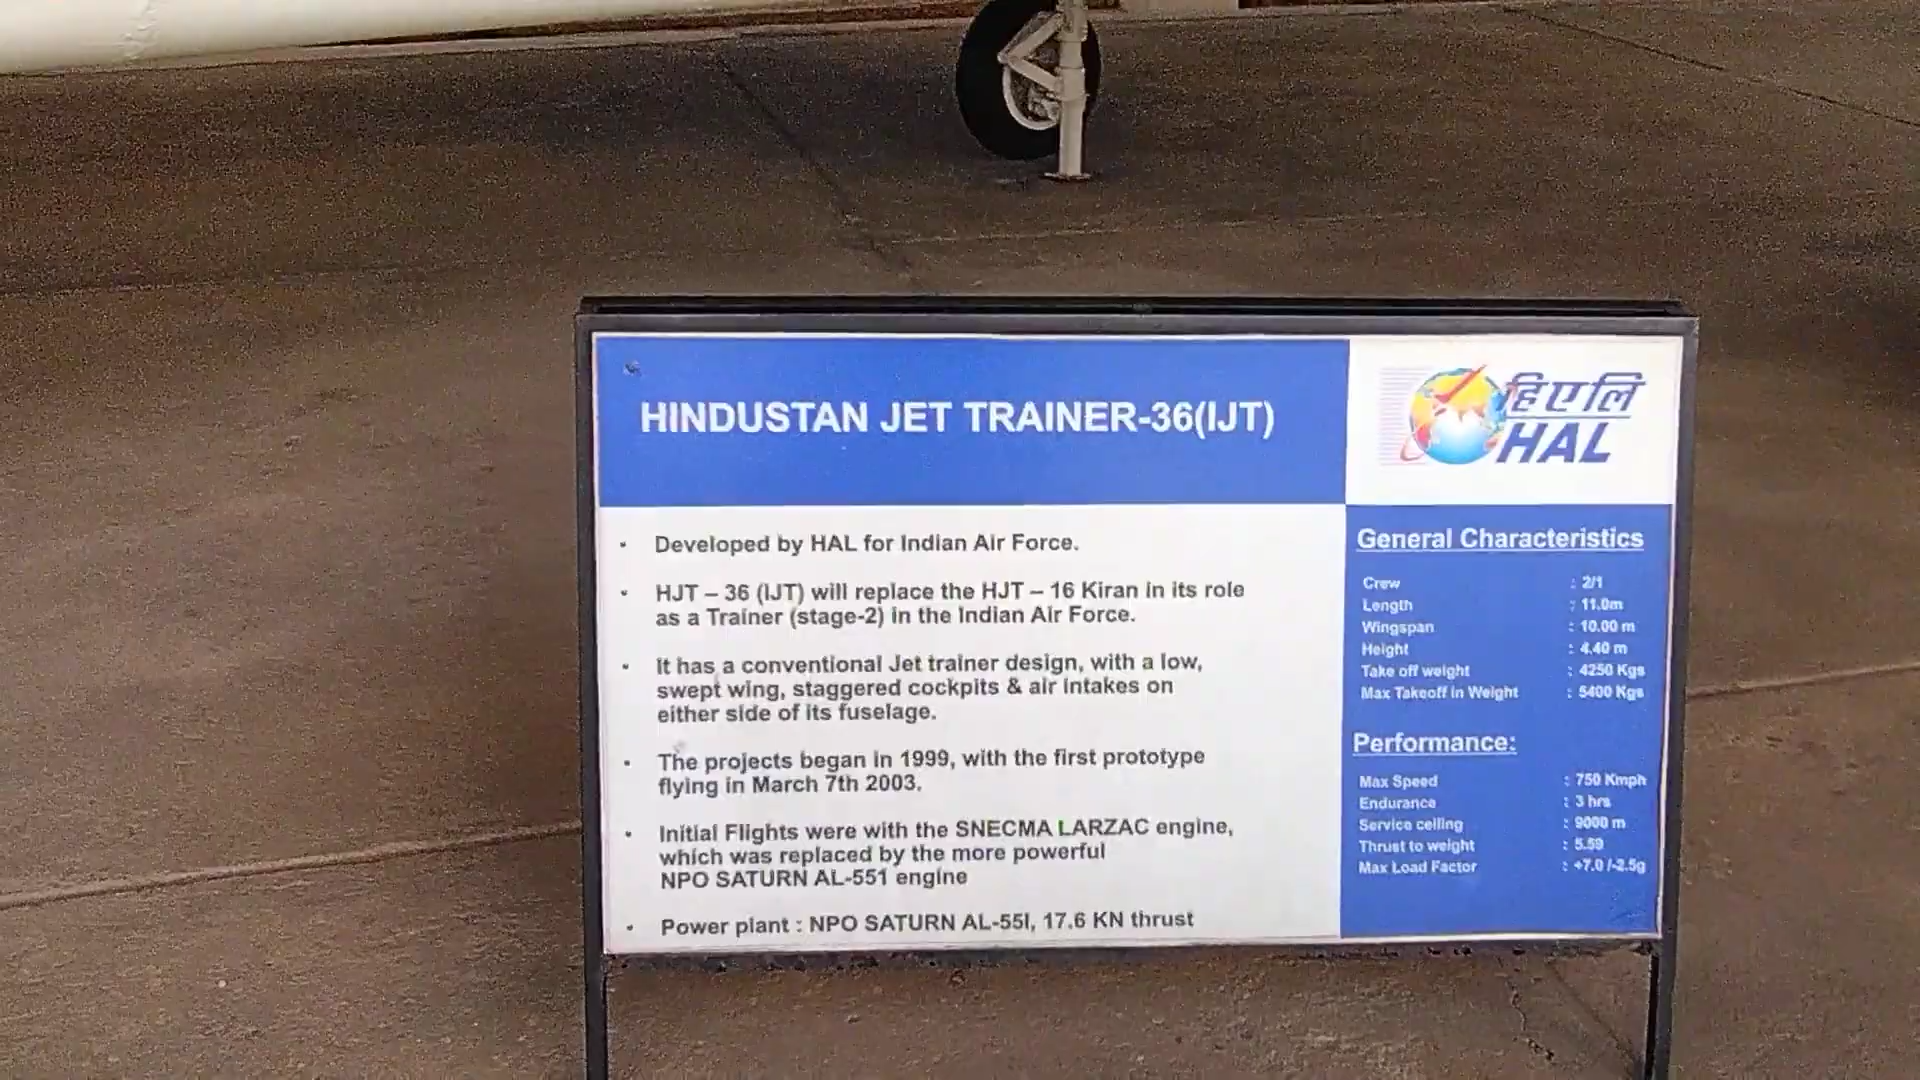 HINDUSTAN JET TRAINER-36(IJT)
हिएलि
HAL
• Developed by HAL for Indian Air Force.
• HJT – 36 (IJT) will replace the HJT – 16 Kiran in its role
as a Trainer (stage-2) in the Indian Air Force.
• It has a conventional Jet trainer design, with a low,
swept wing, staggered cockpits & air intakes on
either side of its fuselage.
• The projects began in 1999, with the first prototype
flying in March 7th 2003.
• Initial Flights were with the SNECMA LARZAC engine,
which was replaced by the more powerful
NPO SATURN AL-551 engine
• Power plant : NPO SATURN AL-55I, 17.6 KN thrust
General Characteristics
Crew : 2/1
Length : 11.0m
Wingspan : 10.00 m
Height : 4.40 m
Take off weight : 4250 Kgs
Max Takeoff in Weight : 5400 Kgs
Performance:
Max Speed : 750 Kmph
Endurance : 3 hrs
Service ceiling : 9000 m
Thrust to weight : 5.59
Max Load Factor : +7.0 /-2.5g